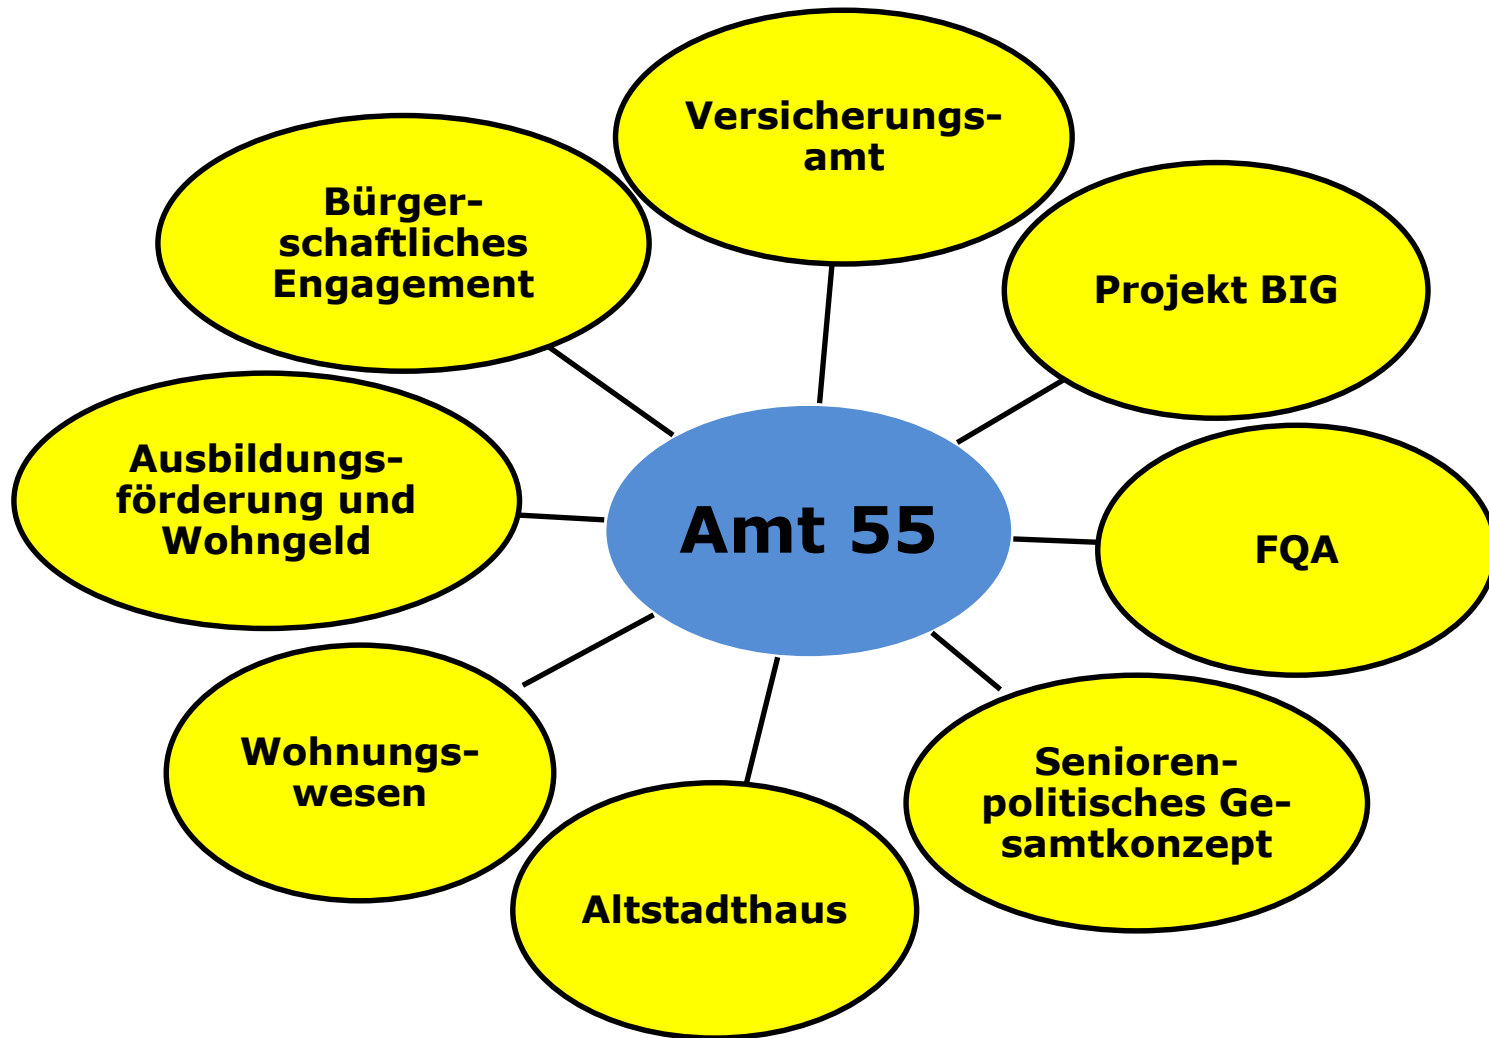 Versicherungs-
amt
Bürger-
schaftliches
Engagement
Projekt BIG
Ausbildungs-
förderung und
Wohngeld
Amt 55
FQA
Wohnungs-
wesen
Senioren-
politisches Ge-
samtkonzept
Altstadthaus